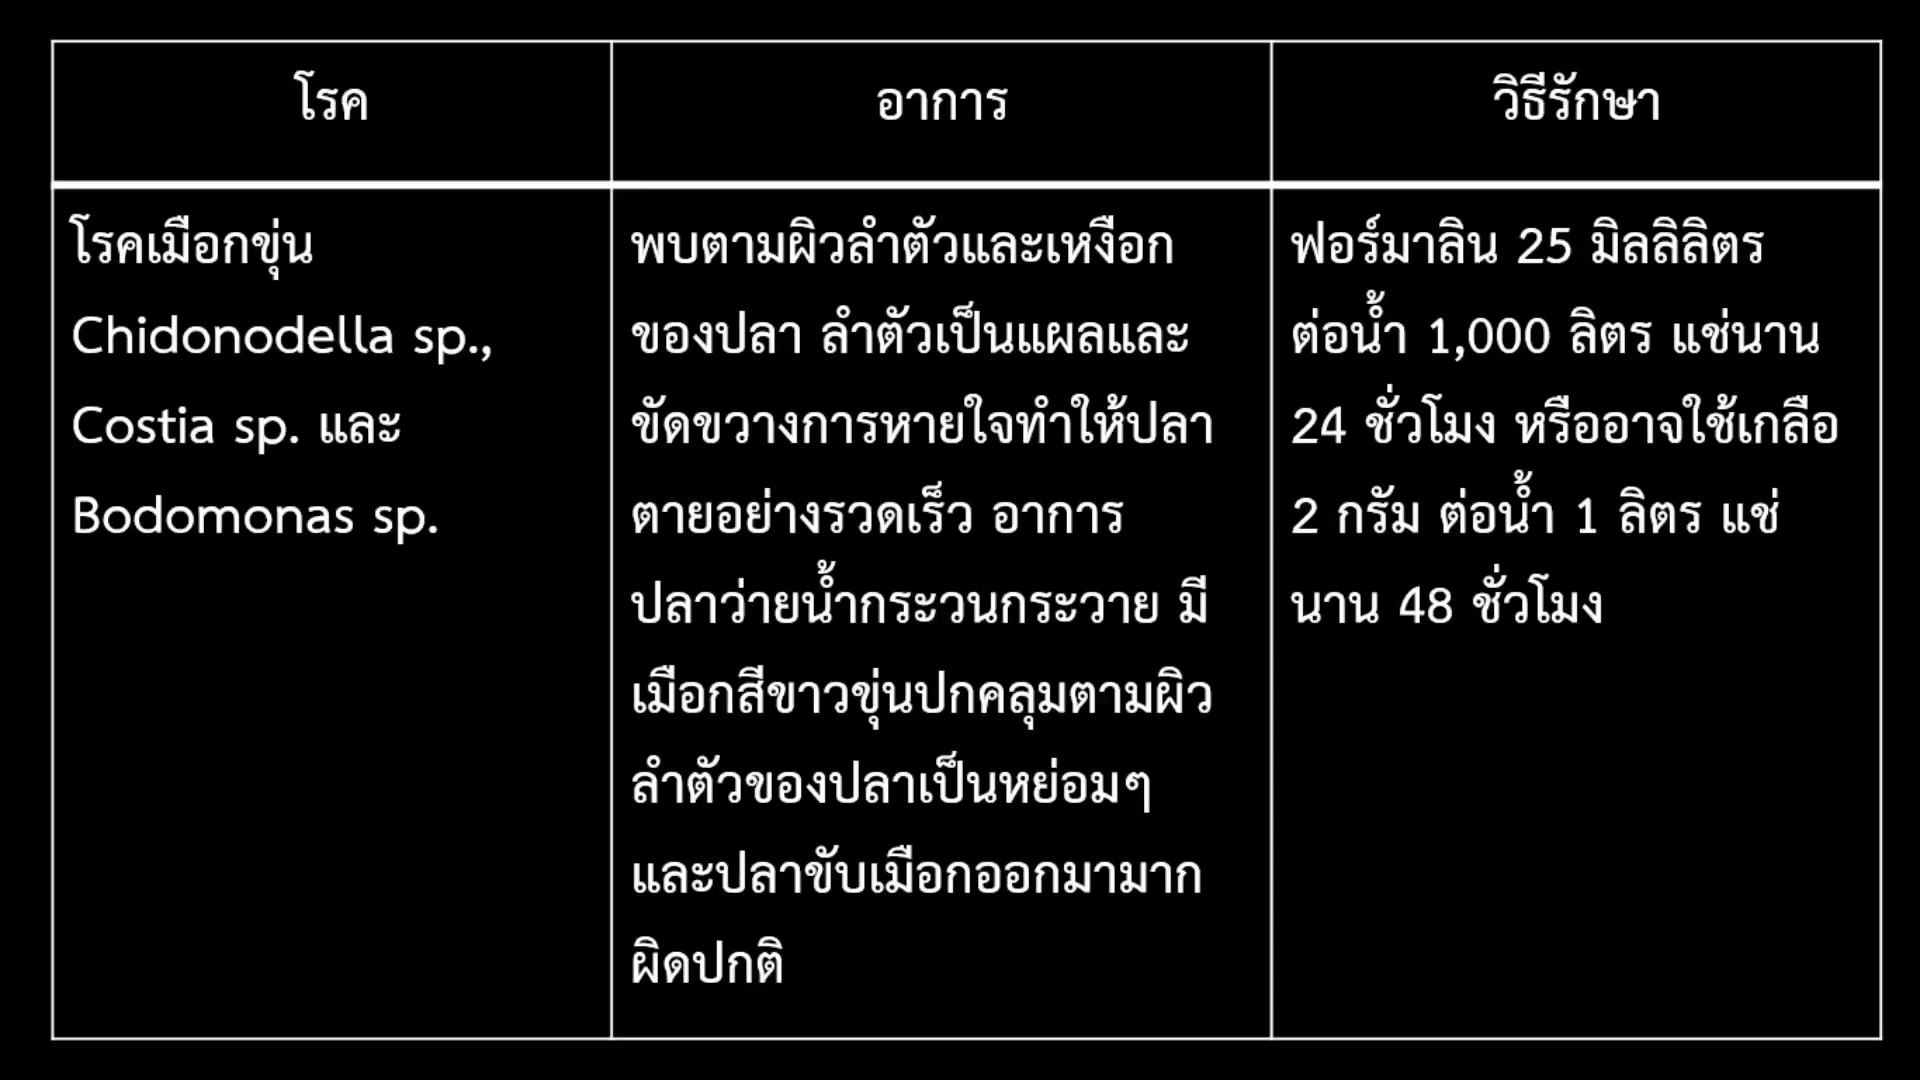 โรค
อาการ
วิธีรักษา
โรคเมือกขุ่น
Chidonodella sp.,
Costia sp. และ
Bodomonas sp.
พบตามผิวลำตัวและเหงือก
ของปลา ลำตัวเป็นแผลและ
ขัดขวางการหายใจทำให้ปลา
ตายอย่างรวดเร็ว อาการ
ปลาว่ายน้ำกระวนกระวาย มี
เมือกสีขาวขุ่นปกคลุมตามผิว
ลำตัวของปลาเป็นหย่อมๆ
และปลาขับเมือกออกมามาก
ผิดปกติ
ฟอร์มาลิน 25 มิลลิลิตร
ต่อน้ำ 1,000 ลิตร แช่นาน
24 ชั่วโมง หรืออาจใช้เกลือ
2 กรัม ต่อน้ำ 1 ลิตร แช่
นาน 48 ชั่วโมง